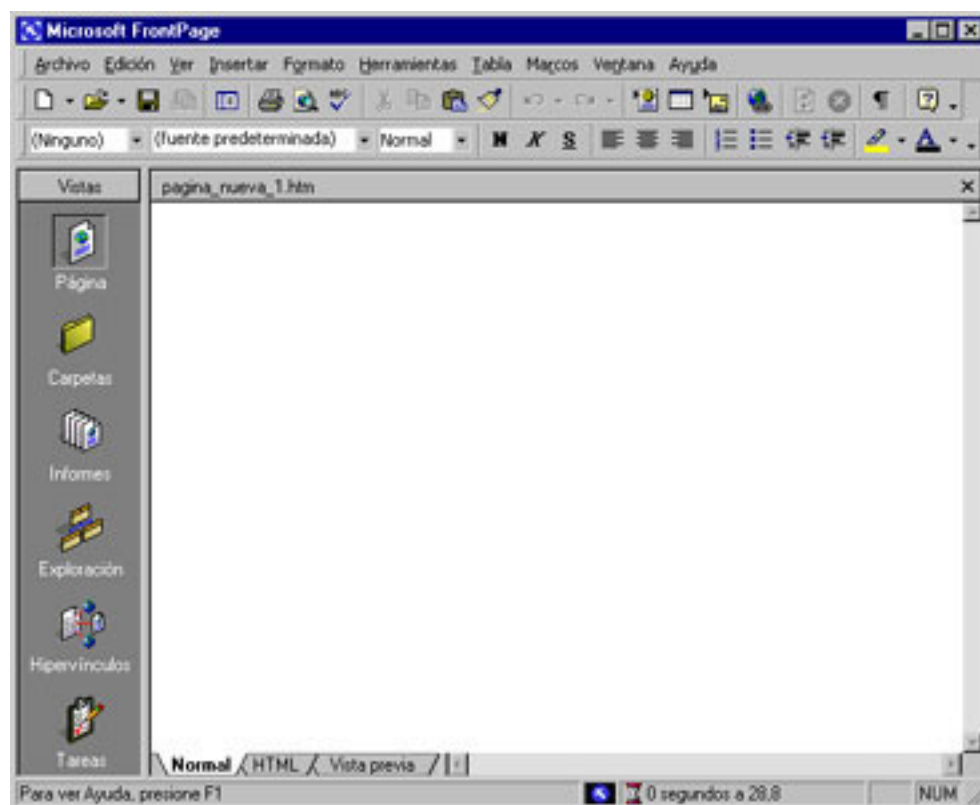 Microsoft FrontPage
Archivo Edición Ver Insertar Formato Herramientas Tabla Marcos Ventana Ayuda
(Ninguno) (fuente predeterminada) Normal N K S A
Vistas pagina_nueva_1.htm
Página
Carpetas
Informes
Exploración
Hipervínculos
Tareas
Normal HTML Vista previa
Para ver Ayuda, presione F1 0 segundos a 28,8 NUM